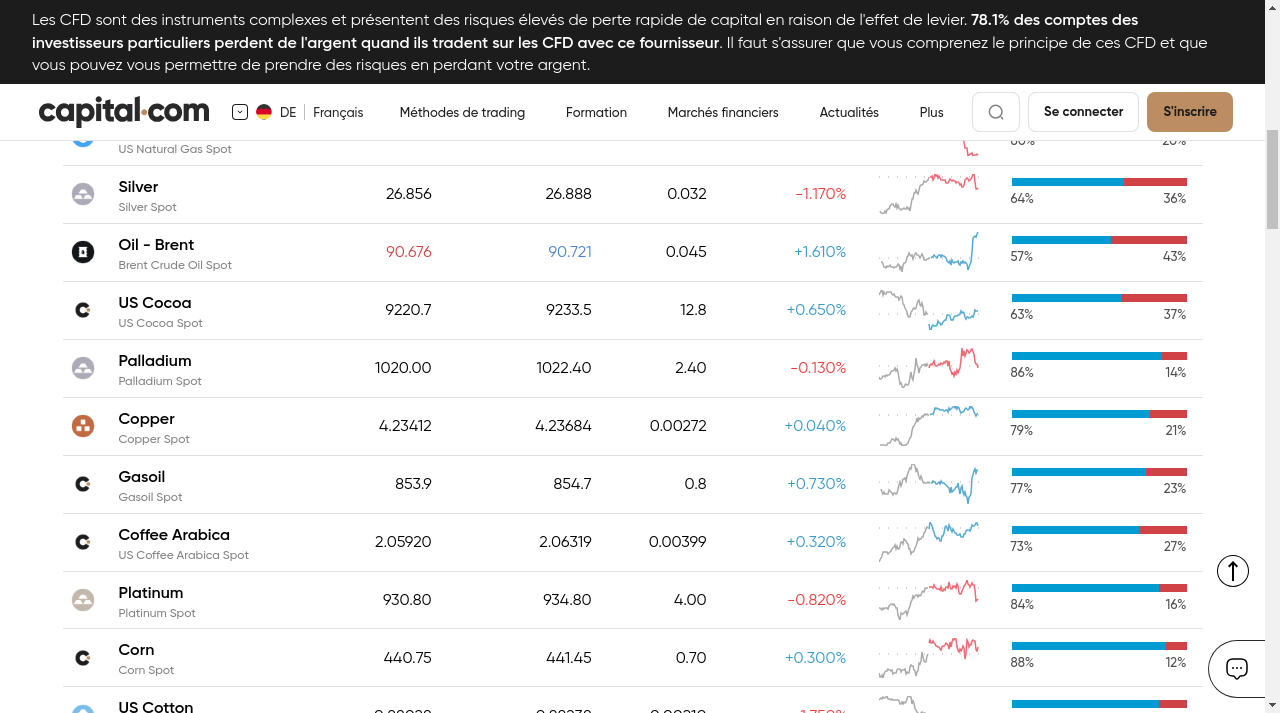 Les CFD sont des instruments complexes et présentent des risques élevés de perte rapide de capital en raison de l'effet de levier. 78.1% des comptes des
investisseurs particuliers perdent de l'argent quand ils tradent sur les CFD avec ce fournisseur. Il faut s'assurer que vous comprenez le principe de ces CFD et que
vous pouvez vous permettre de prendre des risques en perdant votre argent.
capital.com DE Français Méthodes de trading Formation Marchés financiers Actualités Plus Se connecter S'inscrire
US Natural Gas Spot
Silver 26.856 26.888 0.032 -1.170%
Silver Spot 64% 36%
Oil - Brent 90.676 90.721 0.045 +1.610%
Brent Crude Oil Spot 57% 43%
US Cocoa 9220.7 9233.5 12.8 +0.650%
US Cocoa Spot 63% 37%
Palladium 1020.00 1022.40 2.40 -0.130%
Palladium Spot 86% 14%
Copper 4.23412 4.23684 0.00272 +0.040%
Copper Spot 79% 21%
Gasoil 853.9 854.7 0.8 +0.730%
Gasoil Spot 77% 23%
Coffee Arabica 2.05920 2.06319 0.00399 +0.320%
US Coffee Arabica Spot 73% 27%
Platinum 930.80 934.80 4.00 -0.820%
Platinum Spot 84% 16%
Corn 440.75 441.45 0.70 +0.300%
Corn Spot 88% 12%
US Cotton